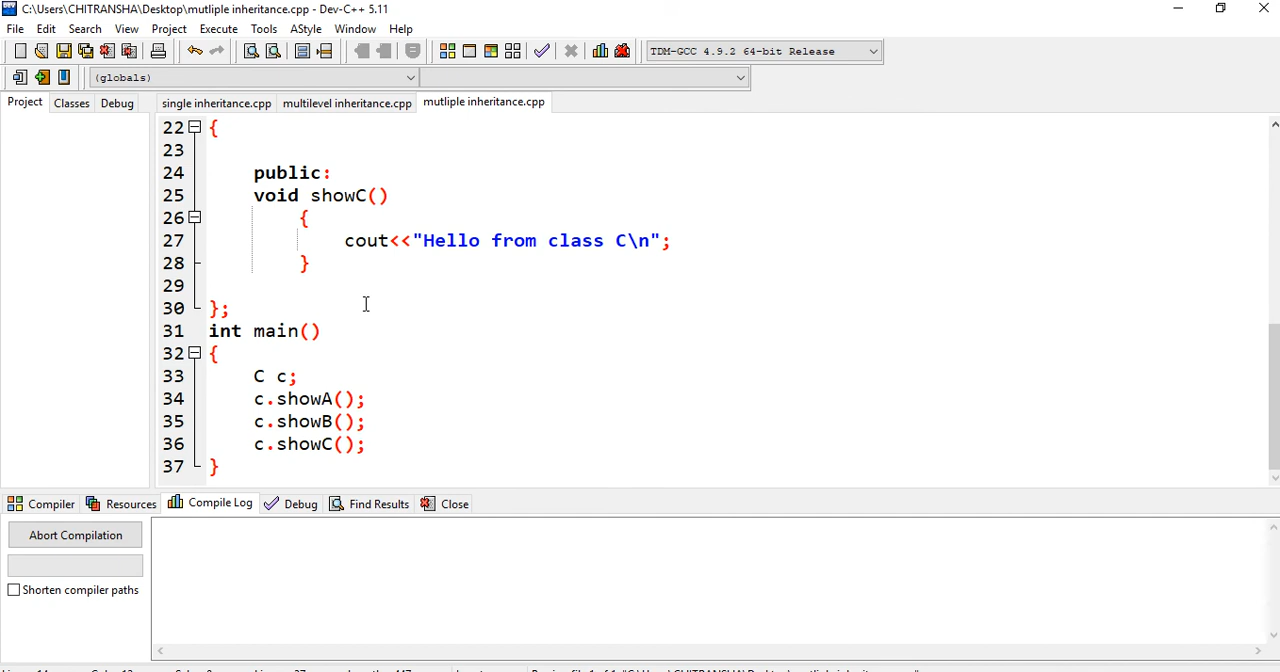 C:\Users\CHITRANSHA\Desktop\mutliple inheritance.cpp - Dev-C++ 5.11
File Edit Search View Project Execute Tools AStyle Window Help
TDM-GCC 4.9.2 64-bit Release
(globals)
Project Classes Debug single inheritance.cpp multilevel inheritance.cpp mutliple inheritance.cpp
22 {
23
24 public:
25 void showC()
26 {
27 cout<<"Hello from class C\n";
28 }
29
30 };
31 int main()
32 {
33 C c;
34 c.showA();
35 c.showB();
36 c.showC();
37 }
Compiler Resources Compile Log Debug Find Results Close
Abort Compilation
Shorten compiler paths